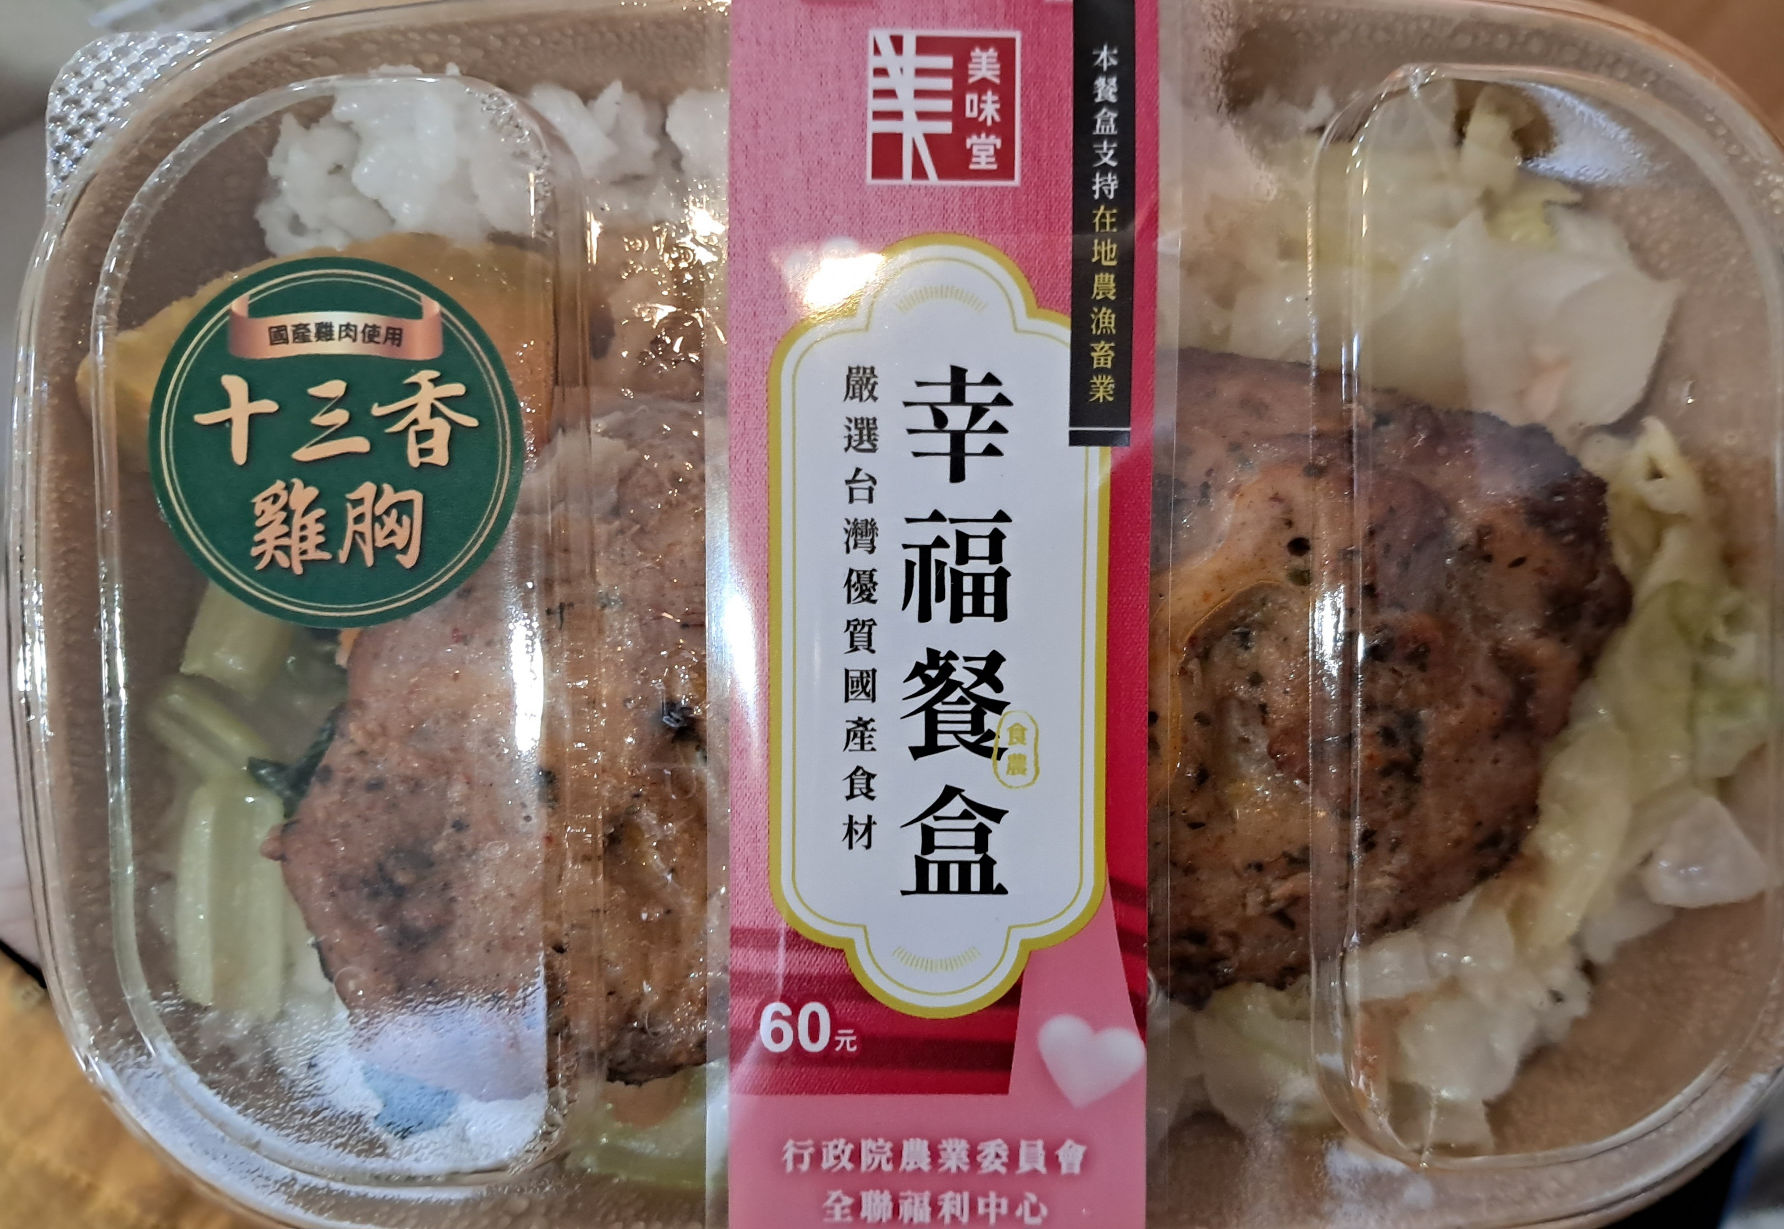 美味堂
本餐盒支持在地農漁畜業
國產雞肉使用
十三香
雞胸
幸福餐盒
食農
嚴選台灣優質國產食材
60元
行政院農業委員會
全聯福利中心